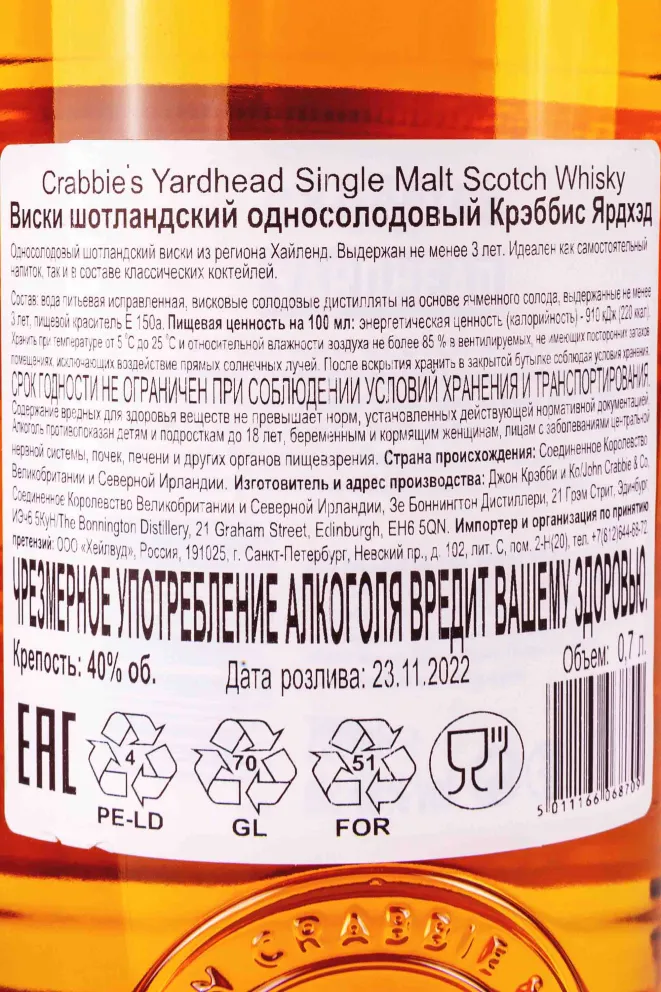 Crabbie's Yardhead Single Malt Scotch Whisky
Виски шотландский односолодовый Крэббис Ярдхэд
Односолодовый шотландский виски из региона Хайленд. Выдержан не менее 3 лет. Идеален как самостоятельный
напиток, так и в составе классических коктейлей.
Состав: вода питьевая исправленная, висковые солодовые дистилляты на основе ячменного солода, выдержанные не менее
3 лет, пищевой краситель Е 150а. Пищевая ценность на 100 мл: энергетическая ценность (калорийность) - 910 кДж (220 ккал).
Хранить при температуре от 5 °С до 25 °С и относительной влажности воздуха не более 85 % в вентилируемых, не имеющих посторонних запахов
помещениях, исключающих воздействие прямых солнечных лучей. После вскрытия хранить в закрытой бутылке соблюдая условия хранения.
СРОК ГОДНОСТИ НЕ ОГРАНИЧЕН ПРИ СОБЛЮДЕНИИ УСЛОВИЙ ХРАНЕНИЯ И ТРАНСПОРТИРОВАНИЯ.
Содержание вредных для здоровья веществ не превышает норм, установленных действующей нормативной документацией.
Алкоголь противопоказан детям и подросткам до 18 лет, беременным и кормящим женщинам, лицам с заболеваниями центральной
нервной системы, почек, печени и других органов пищеварения. Страна происхождения: Соединенное Королевство
Великобритании и Северной Ирландии. Изготовитель и адрес производства: Джон Крэбби и Ко/John Crabbie & Co,
Соединенное Королевство Великобритании и Северной Ирландии, Зе Боннингтон Дистиллери, 21 Грэм Стрит, Эдинбург
ИЭч6 5КуН/The Bonnington Distillery, 21 Graham Street, Edinburgh, EH6 5QN. Импортер и организация по принятию
претензий: ООО «Хейлвуд», Россия, 191025, г. Санкт-Петербург, Невский пр., д. 102, лит. С, пом. 2-Н(20), тел. +7(812)644-68-72
ЧРЕЗМЕРНОЕ УПОТРЕБЛЕНИЕ АЛКОГОЛЯ ВРЕДИТ ВАШЕМУ ЗДОРОВЬЮ.
Крепость: 40% об. Дата розлива: 23.11.2022 Объем: 0,7 л.
EAC 4 70 51
PE-LD GL FOR
5 011166 068709
CRABBIE &